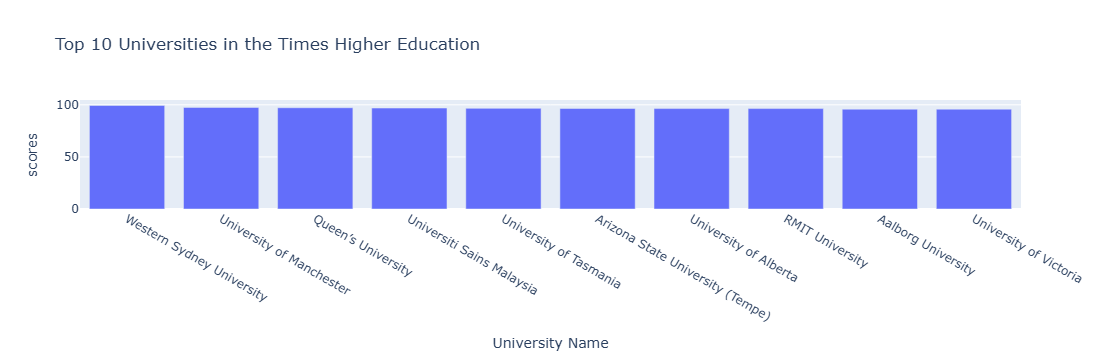 Top 10 Universities in the Times Higher Education
scores
100
50
0
Western Sydney University
University of Manchester
Queen’s University
Universiti Sains Malaysia
University of Tasmania
Arizona State University (Tempe)
University of Alberta
RMIT University
Aalborg University
University of Victoria
University Name